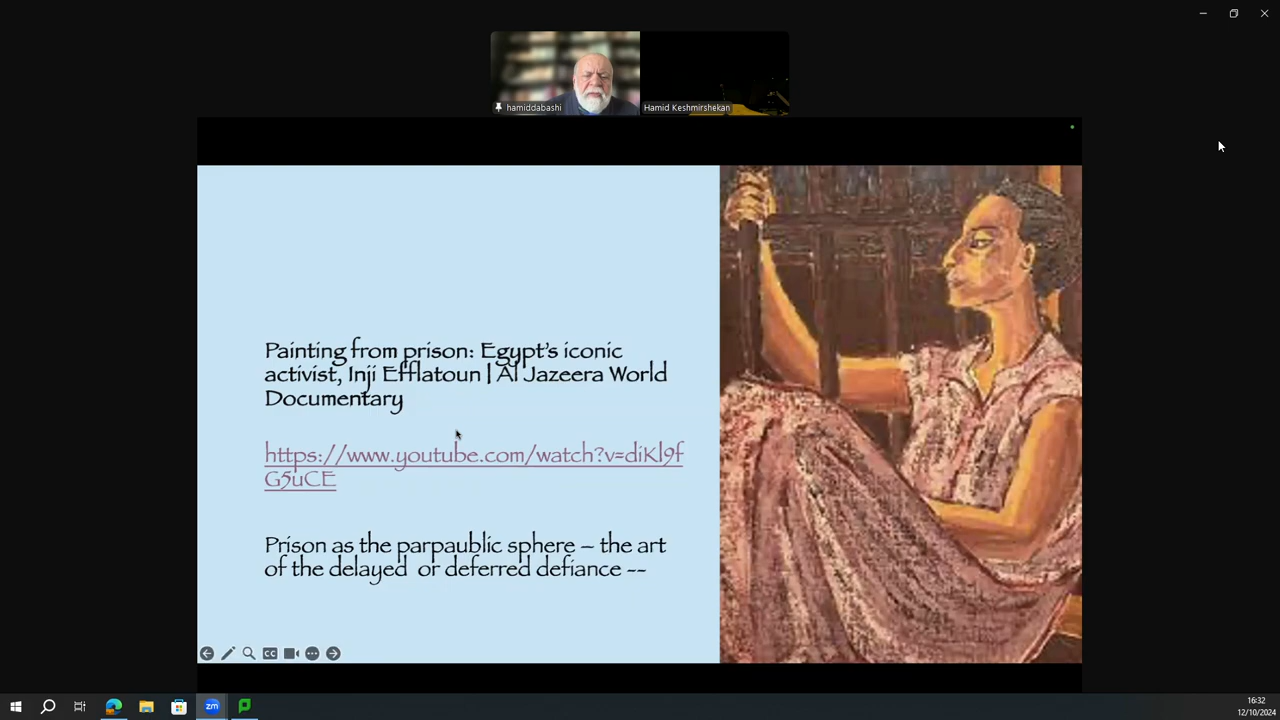 hamiddabashi
Hamid Keshmirshekan
Painting from prison: Egypt's iconic
activist, Inji Efflatoun | Al Jazeera World
Documentary
https://www.youtube.com/watch?v=diKl9f
G5uCE
Prison as the parpaublic sphere – the art
of the delayed or deferred defiance --
CC
zm
16:32
12/10/2024